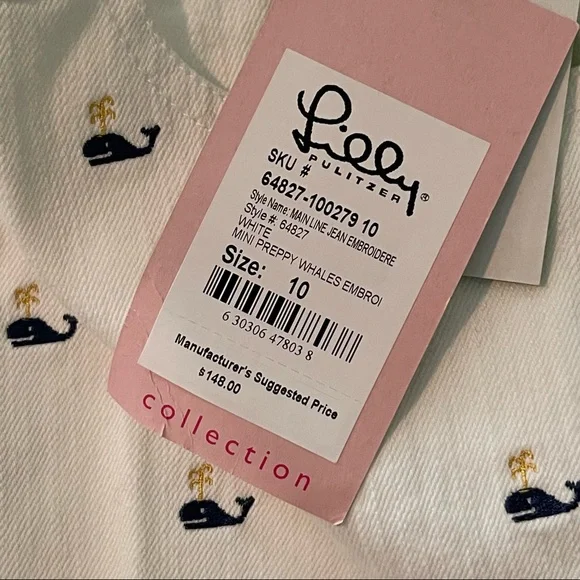 Lilly
PULITZER®
SKU #
64827-100279 10
Style Name: MAIN LINE JEAN EMBROIDERE
Style #: 64827
WHITE
MINI PREPPY WHALES EMBROI
Size: 10
6 30306 47803 8
Manufacturer's Suggested Price
$148.00
collection